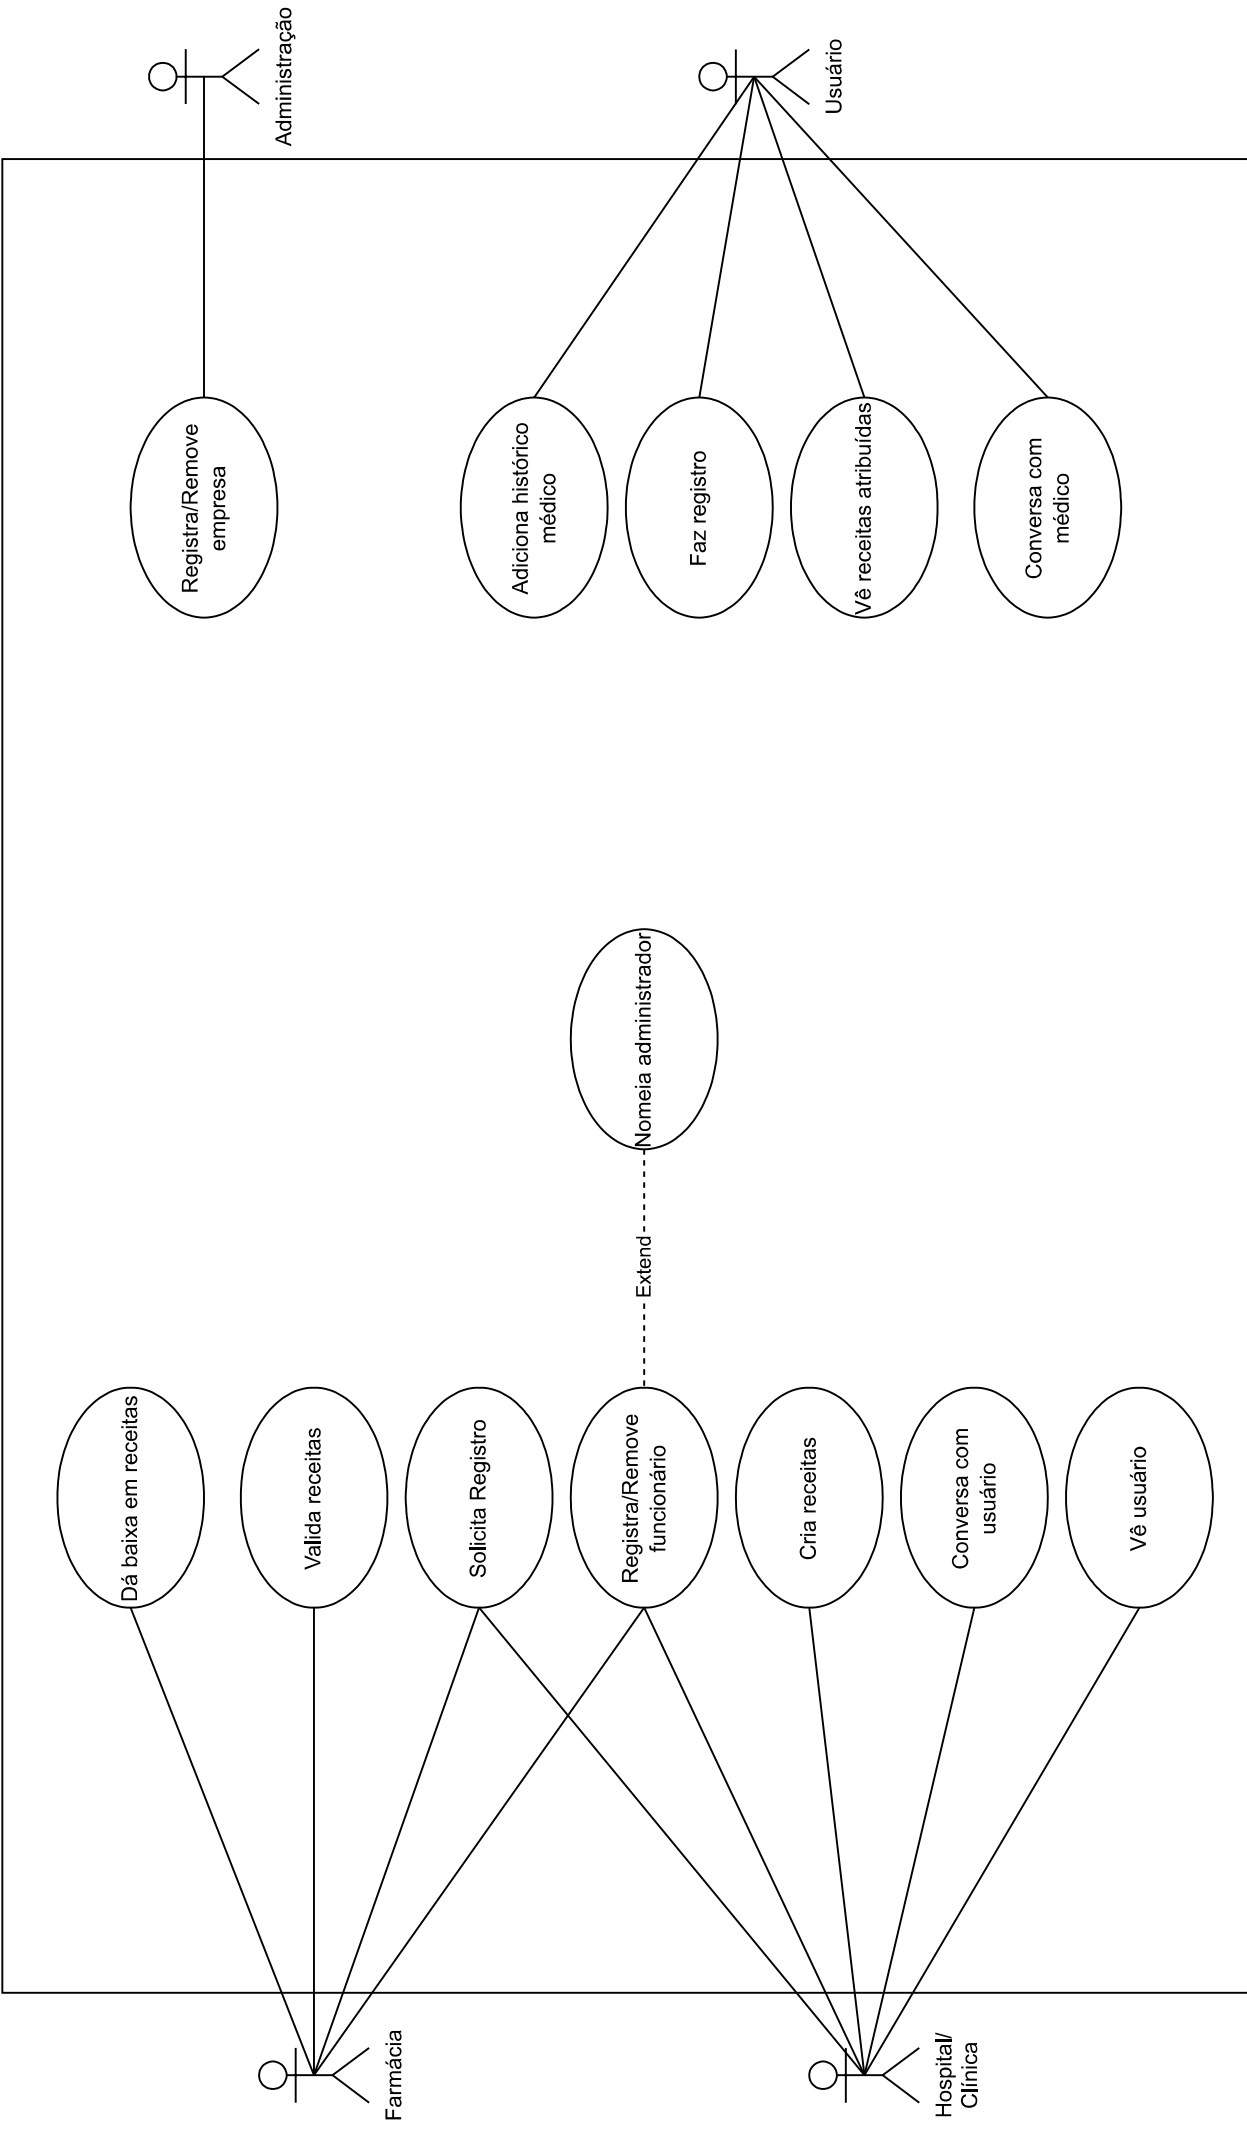 Farmácia
Hospital/
Clínica
Dá baixa em receitas
Valida receitas
Solicita Registro
Registra/Remove
funcionário
Cria receitas
Conversa com
usuário
Vê usuário
Extend
Nomeia administrador
Registra/Remove
empresa
Adiciona histórico
médico
Faz registro
Vê receitas atribuídas
Conversa com
médico
Administração
Usuário